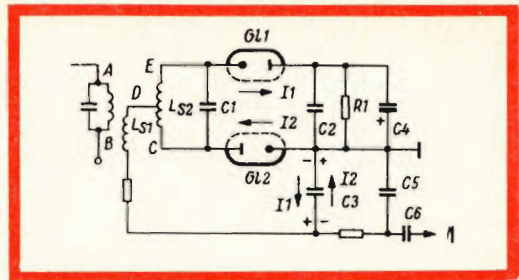 Gl1
A
E
D
LS2
C1
I1
I2
C2
R1
C4
+
B
LS1
C
Gl2
- +
I1
I2
C3
+ -
C5
C6